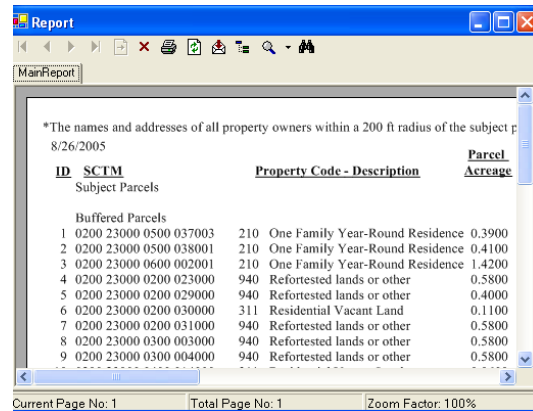 Report
MainReport
*The names and addresses of all property owners within a 200 ft radius of the subject p
8/26/2005
Parcel
ID SCTM Property Code - Description Acreage
Subject Parcels
Buffered Parcels
1 0200 23000 0500 037003 210 One Family Year-Round Residence 0.3900
2 0200 23000 0500 038001 210 One Family Year-Round Residence 0.4100
3 0200 23000 0600 002001 210 One Family Year-Round Residence 1.4200
4 0200 23000 0200 023000 940 Refortested lands or other 0.5800
5 0200 23000 0200 029000 940 Refortested lands or other 0.4000
6 0200 23000 0200 030000 311 Residential Vacant Land 0.1100
7 0200 23000 0200 031000 940 Refortested lands or other 0.5800
8 0200 23000 0300 003000 940 Refortested lands or other 0.5800
9 0200 23000 0300 004000 940 Refortested lands or other 0.5800
Current Page No: 1 Total Page No: 1 Zoom Factor: 100%